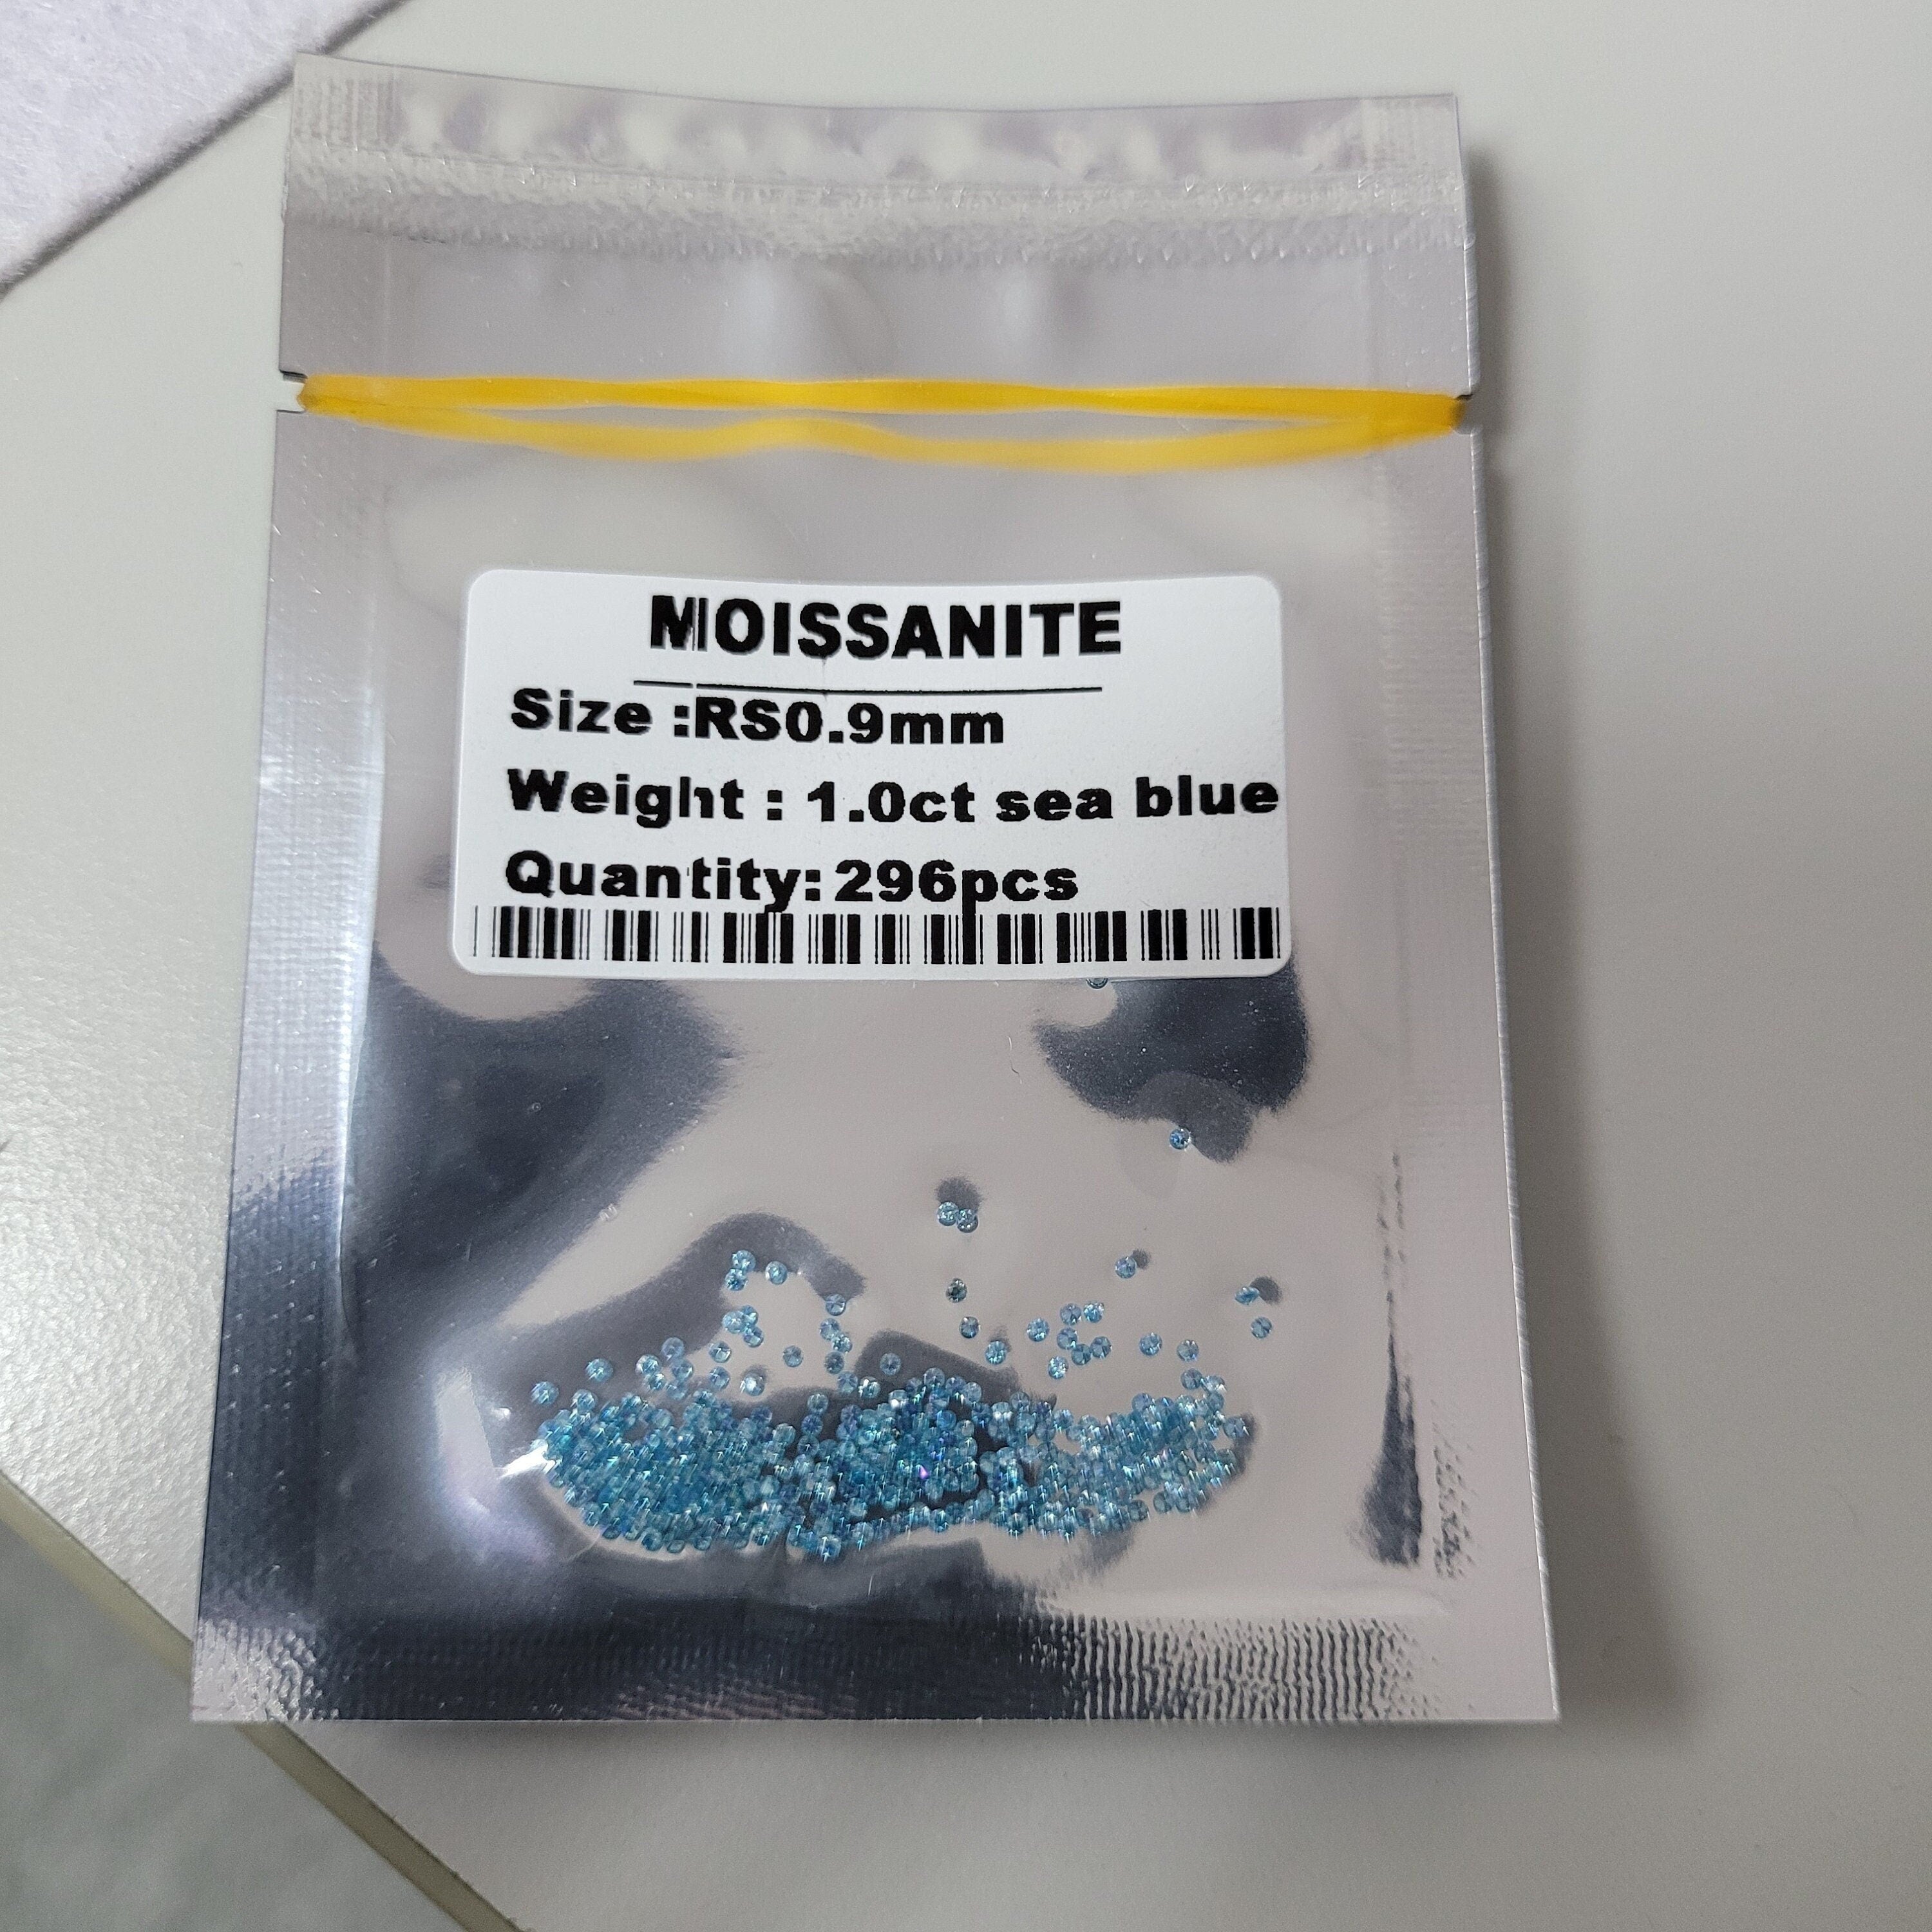 MOISSANITE
Size :RS0.9mm
Weight : 1.0ct sea blue
Quantity: 296pcs